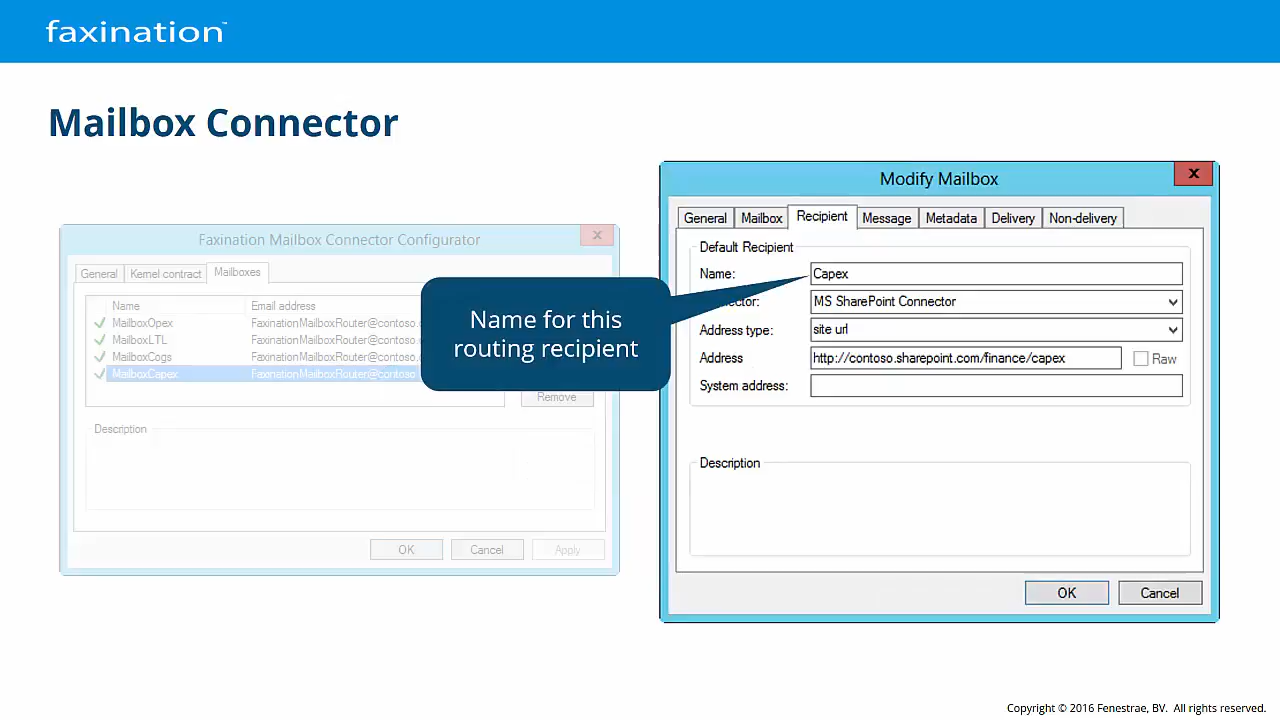 faxination™
Mailbox Connector
Faxination Mailbox Connector Configurator
x
General Kernel contract Mailboxes
Name Email address
MailboxOpex FaxinationMailboxRouter@contoso.
MailboxLTL FaxinationMailboxRouter@contoso.
MailboxCogs FaxinationMailboxRouter@contoso.
MailboxCapex FaxinationMailboxRouter@contoso
Remove
Description
OK Cancel Apply
Name for this
routing recipient
Modify Mailbox
x
General Mailbox Recipient Message Metadata Delivery Non-delivery
Default Recipient
Name: Capex
ector: MS SharePoint Connector
Address type: site url
Address http://contoso.sharepoint.com/finance/capex Raw
System address:
Description
OK Cancel
Copyright © 2016 Fenestrae, BV. All rights reserved.